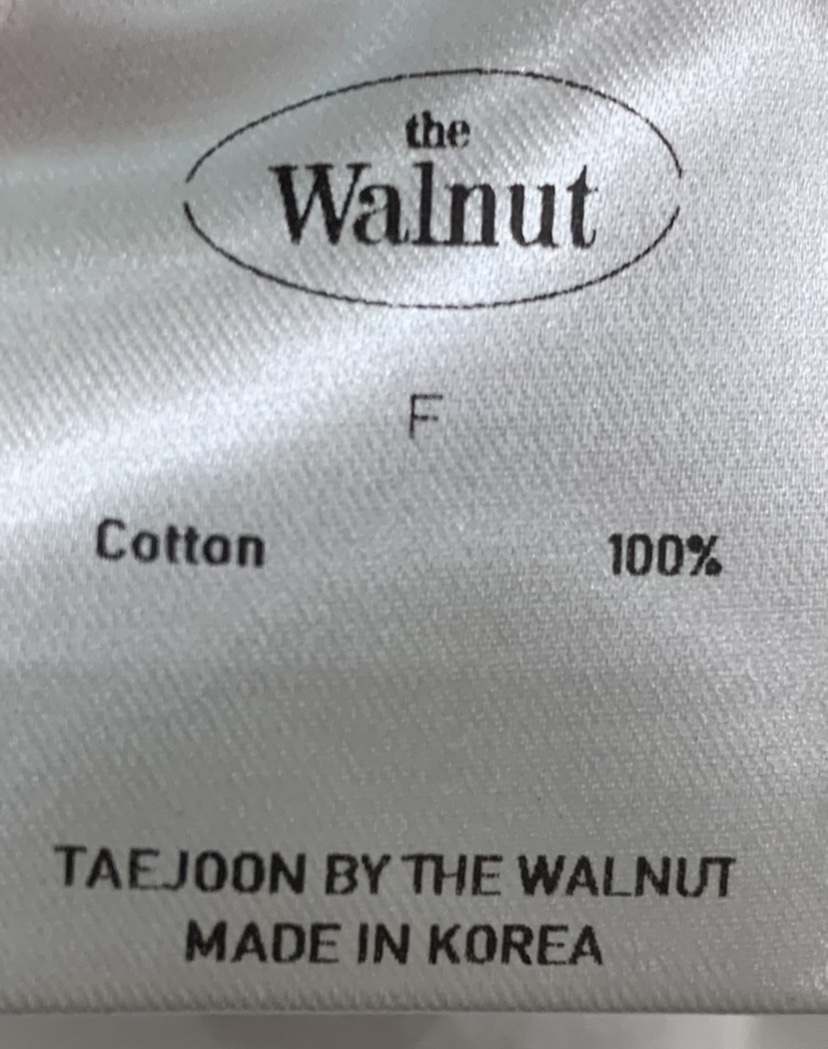 the
Walnut
F
Cotton 100%
TAEJOON BY THE WALNUT
MADE IN KOREA